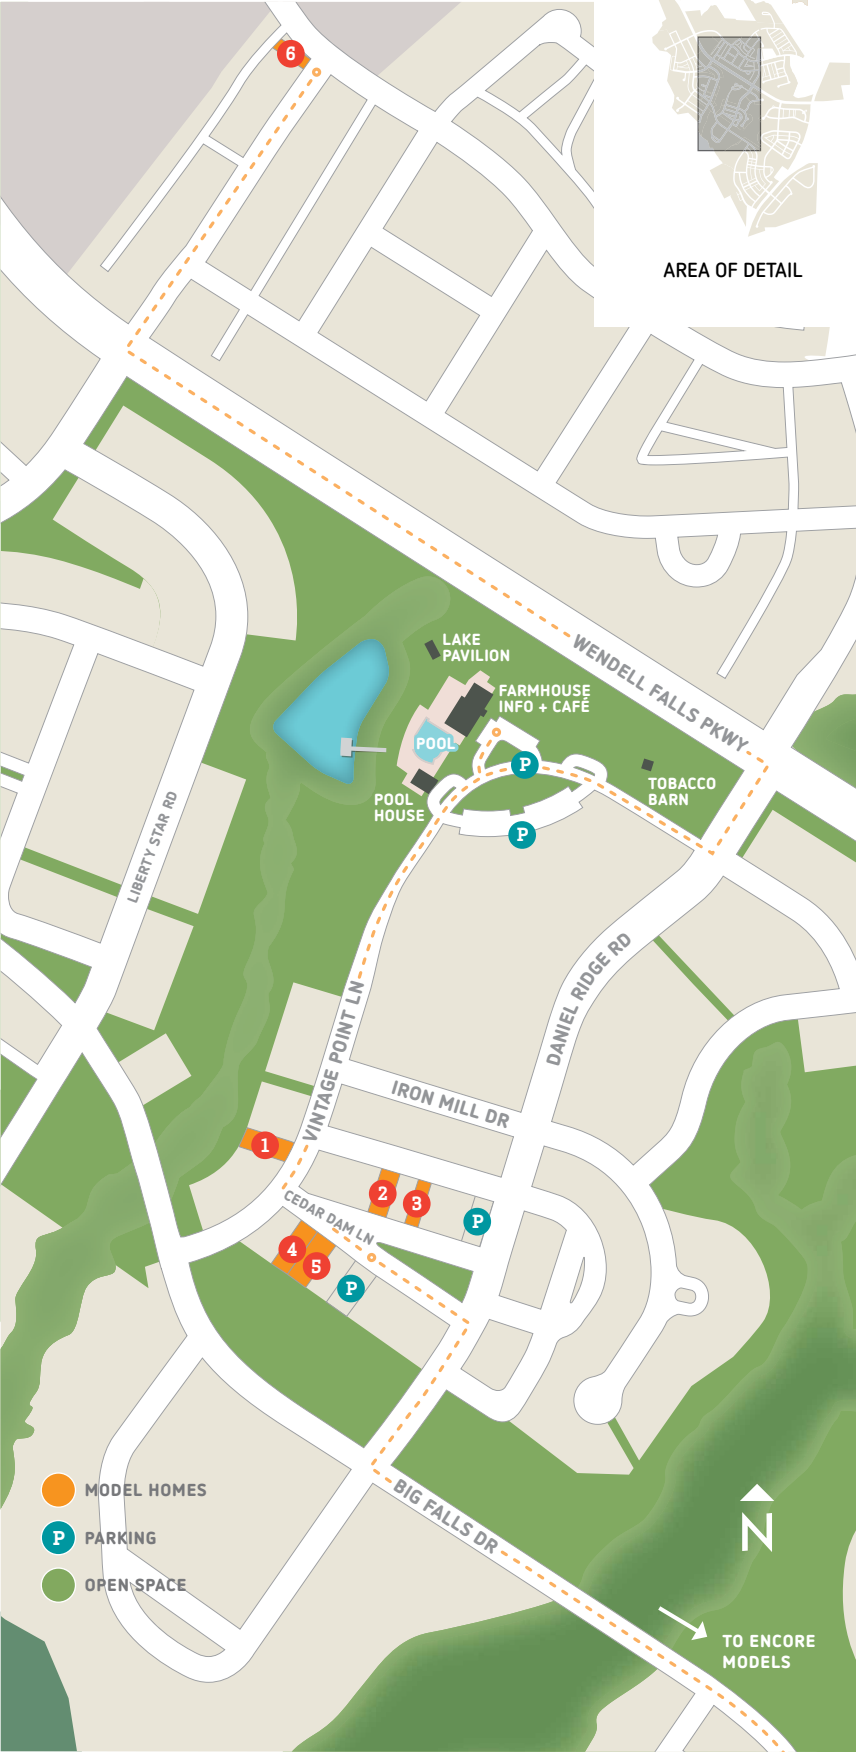 6
AREA OF DETAIL
LAKE
PAVILION
WENDELL FALLS PKWY
FARMHOUSE
INFO + CAFÉ
POOL
P
TOBACCO
BARN
POOL
HOUSE
P
LIBERTY STAR RD
DANIEL RIDGE RD
VINTAGE POINT LN
IRON MILL DR
1
2
3
P
CEDAR DAM LN
4
5
P
MODEL HOMES
P PARKING
OPEN SPACE
BIG FALLS DR
N
TO ENCORE
MODELS